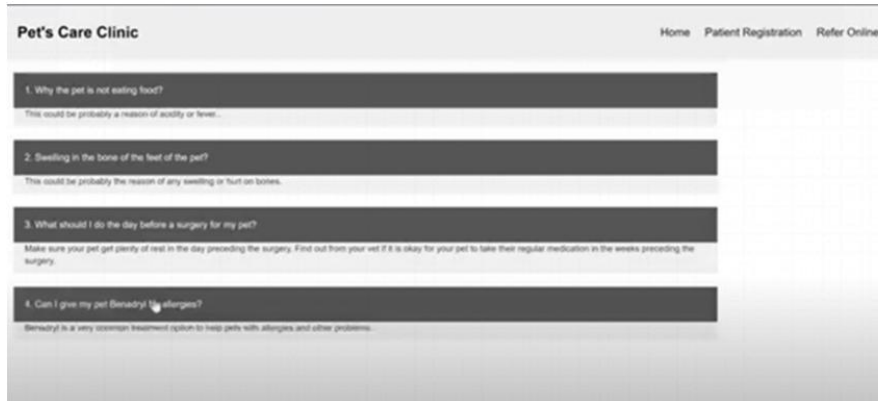 Pet's Care Clinic
Home Patient Registration Refer Online
1. Why the pet is not eating food?
This could be probably a reason of acidity or fever..
2. Swelling in the bone of the feet of the pet?
This could be probably the reason of any swelling or hurt on bones.
3. What should I do the day before a surgery for my pet?
Make sure your pet get plenty of rest in the day preceding the surgery. Find out from your vet if it is okay for your pet to take their regular medication in the weeks preceding the
surgery.
4. Can I give my pet Benadryl allergies?
Benadryl is a very common treatment option to help pets with allergies and other problems.